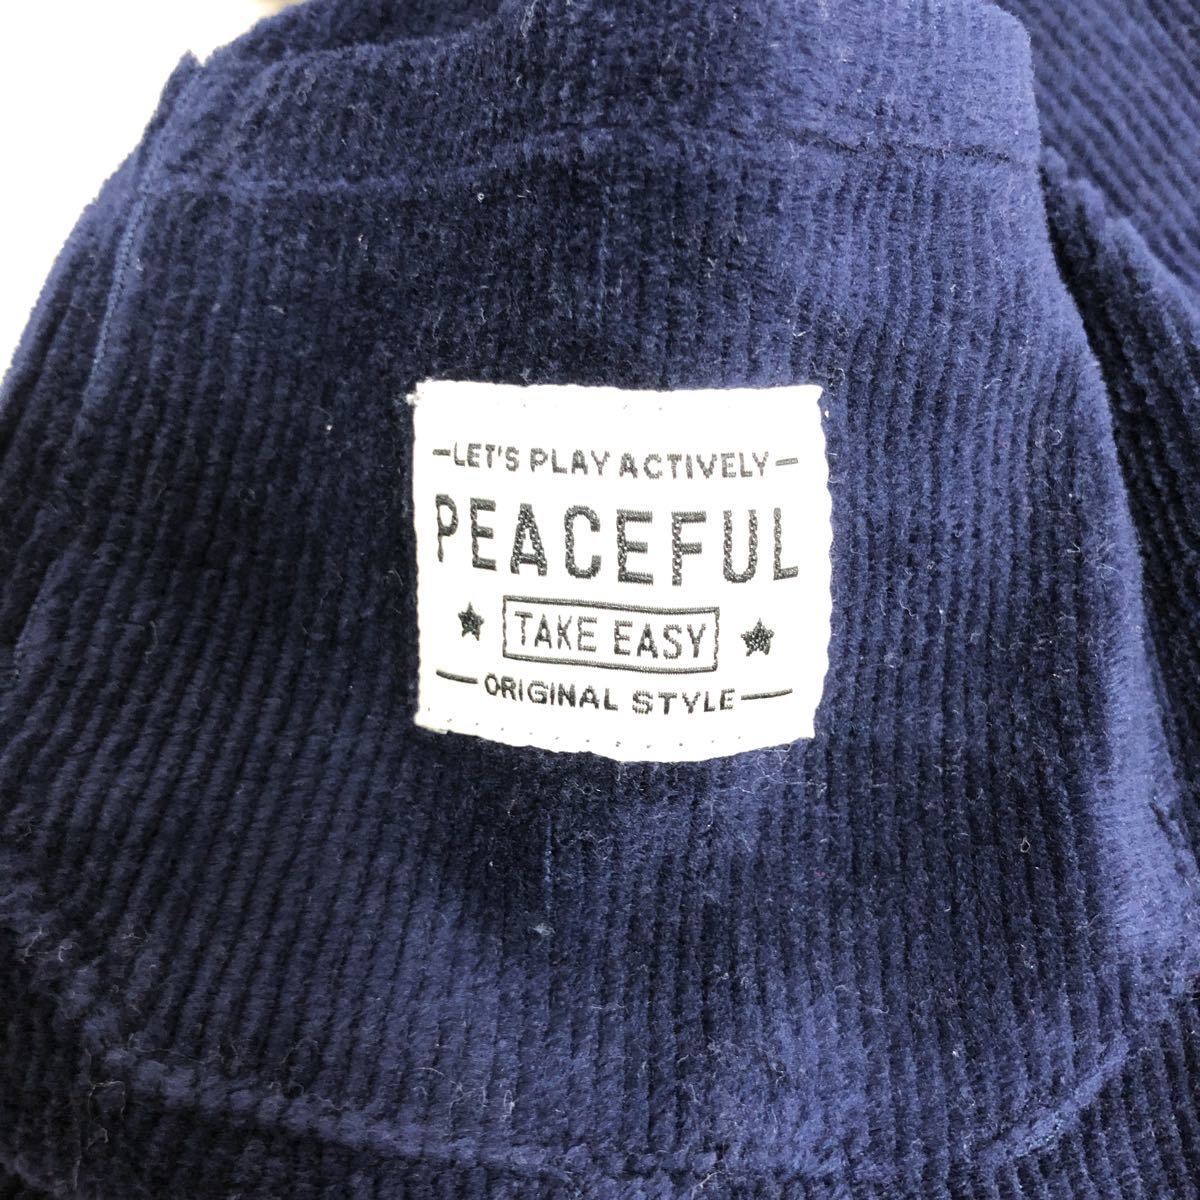 LET'S PLAY ACTIVELY
PEACEFUL
TAKE EASY
ORIGINAL STYLE